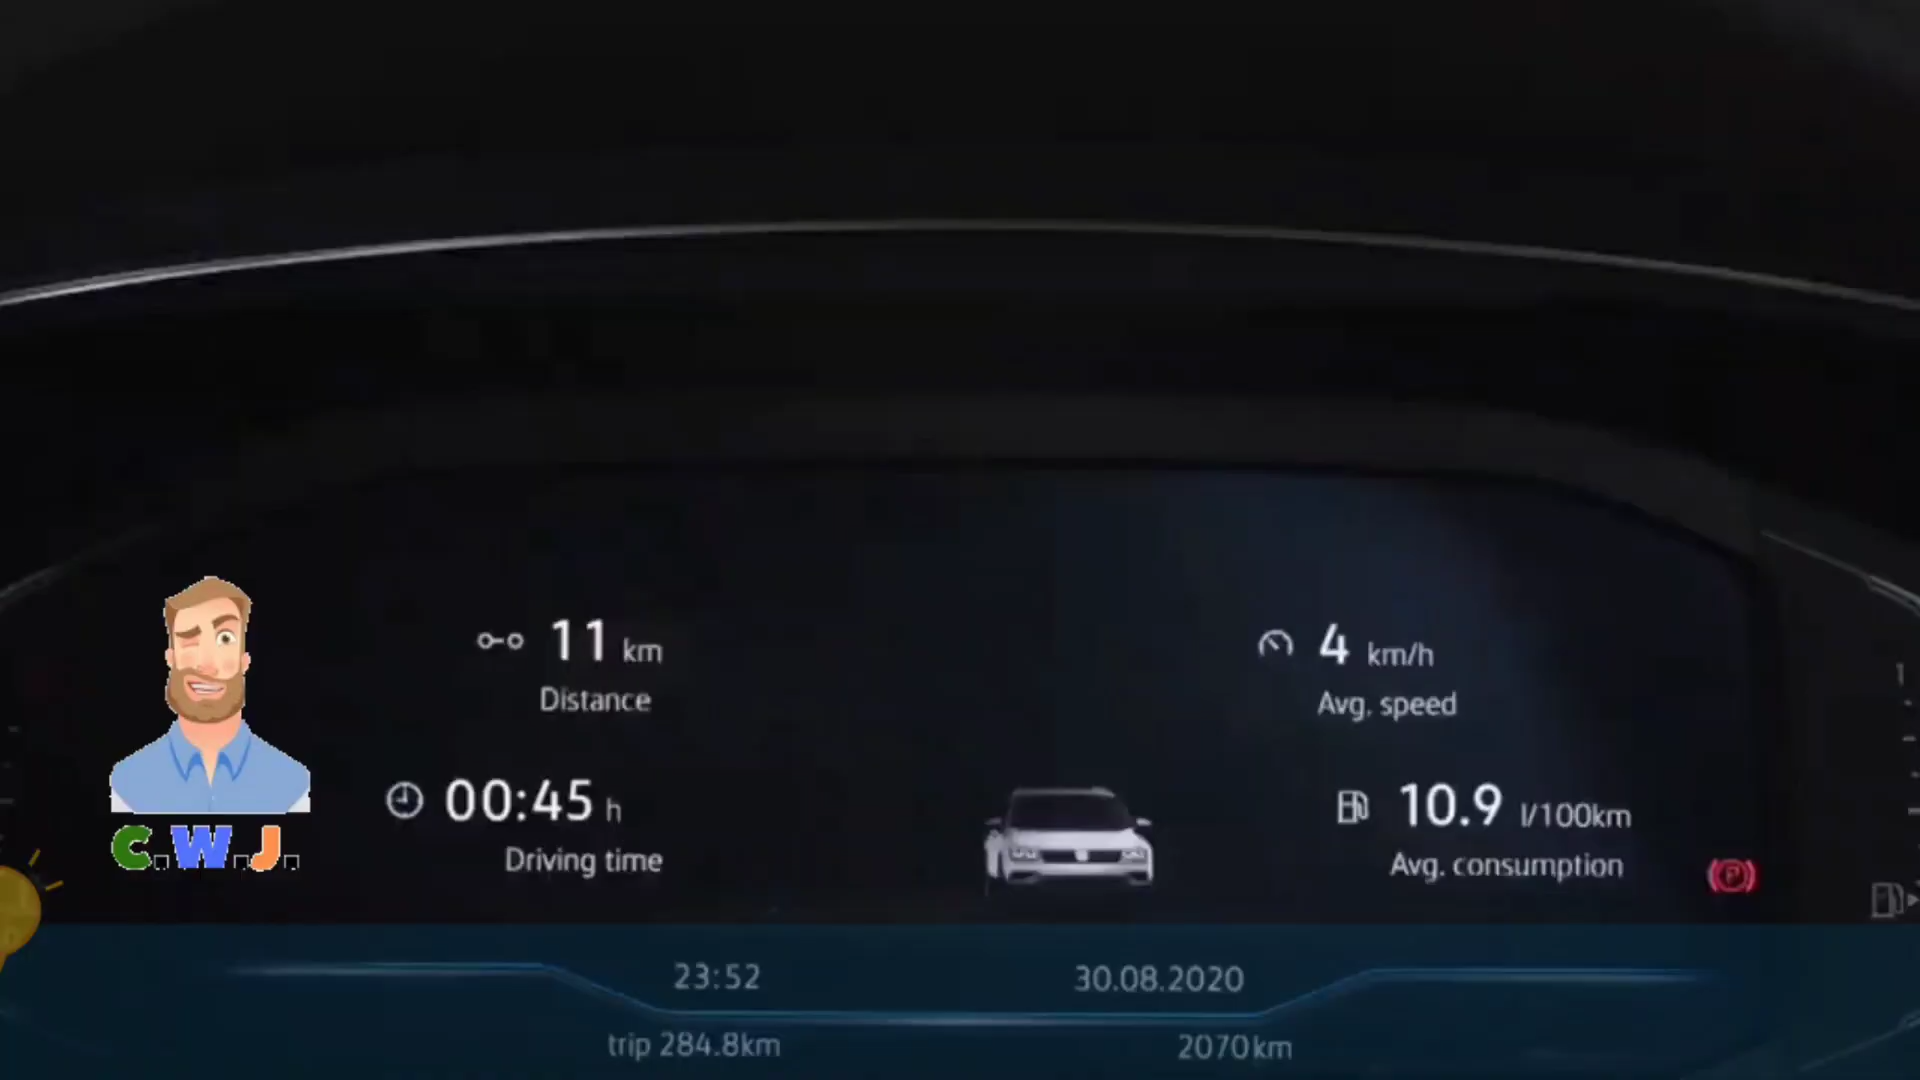 11 km
Distance
4 km/h
Avg. speed
00:45 h
Driving time
10.9 l/100km
Avg. consumption
P
C.W.J.
23:52
30.08.2020
trip 284.8km
2070km
1